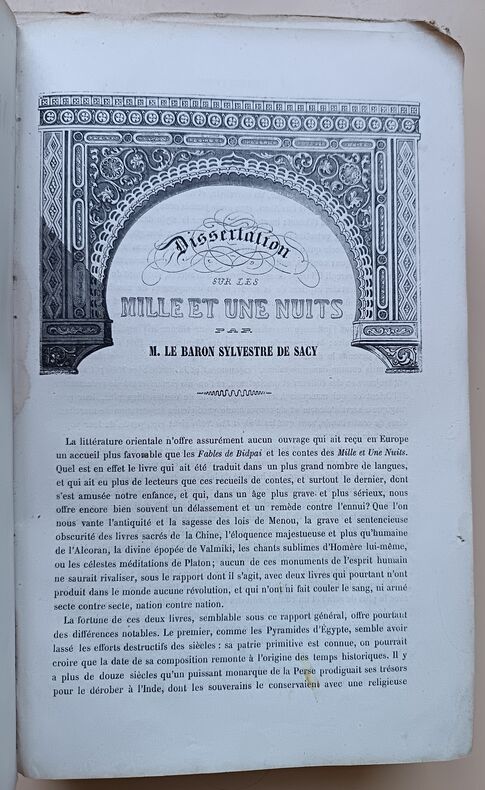 Dissertation
SUR LES
MILLE ET UNE NUITS
PAR
M. LE BARON SYLVESTRE DE SACY
La littérature orientale n'offre assurément aucun ouvrage qui ait reçu en Europe
un accueil plus favorable que les Fables de Bidpai et les contes des Mille et Une Nuits.
Quel est en effet le livre qui ait été traduit dans un plus grand nombre de langues,
et qui ait eu plus de lecteurs que ces recueils de contes, et surtout le dernier, dont
s'est amusée notre enfance, et qui, dans un âge plus grave et plus sérieux, nous
offre encore bien souvent un délassement et un remède contre l'ennui? Que l'on
nous vante l'antiquité et la sagesse des lois de Menou, la grave et sentencieuse
obscurité des livres sacrés de la Chine, l'éloquence majestueuse et plus qu'humaine
de l'Alcoran, la divine épopée de Valmiki, les chants sublimes d'Homère lui-même,
ou les célestes méditations de Platon; aucun de ces monuments de l'esprit humain
ne saurait rivaliser, sous le rapport dont il s'agit, avec deux livres qui pourtant n'ont
produit dans le monde aucune révolution, et qui n'ont ni fait couler le sang, ni armé
secte contre secte, nation contre nation.
La fortune de ces deux livres, semblable sous ce rapport général, offre pourtant
des différences notables. Le premier, comme les Pyramides d'Égypte, semble avoir
lassé les efforts destructifs des siècles : sa patrie primitive est connue, on pourrait
croire que la date de sa composition remonte à l'origine des temps historiques. Il y
a plus de douze siècles qu'un puissant monarque de la Perse prodiguait ses trésors
pour le dérober à l'Inde, dont les souverains le conservaient avec une religieuse